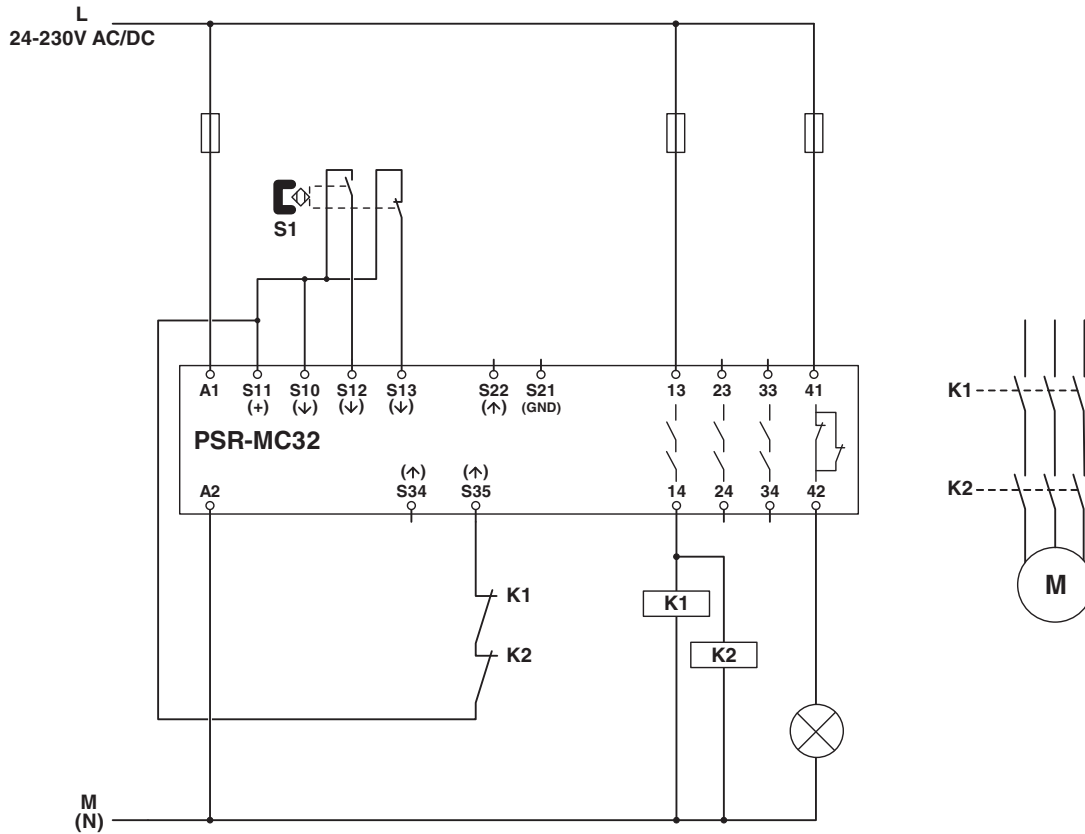 L
24-230V AC/DC
S1
A1 S11 S10 S12 S13 S22 S21 13 23 33 41
(+) (↓) (↓) (↓) (↑) (GND)
PSR-MC32
(↑) (↑)
A2 S34 S35 14 24 34 42
K1
K2
K1
K2
K1
K2
M
M
(N)